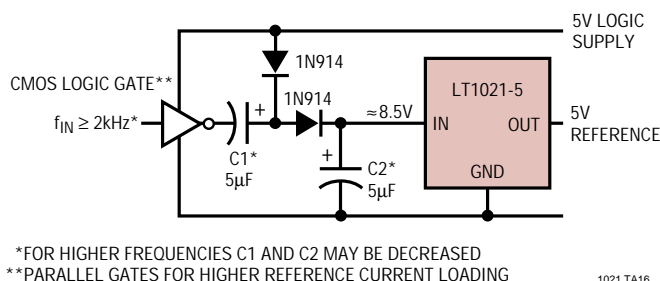 5V LOGIC
SUPPLY
1N914
CMOS LOGIC GATE**
1N914
LT1021-5
fIN ≥ 2kHz*
+
≈8.5V
IN
OUT
5V
REFERENCE
C1*
5µF
+
C2*
5µF
GND
*FOR HIGHER FREQUENCIES C1 AND C2 MAY BE DECREASED
**PARALLEL GATES FOR HIGHER REFERENCE CURRENT LOADING
1021 TA16